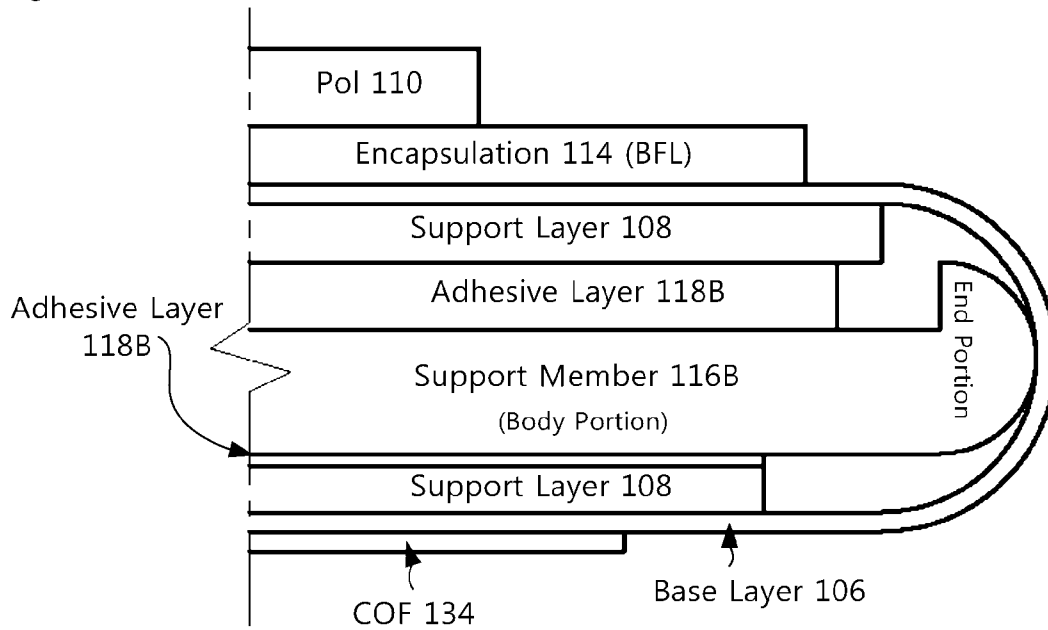 Pol 110
Encapsulation 114 (BFL)
Support Layer 108
Adhesive Layer 118B
Adhesive Layer
118B
End Portion
Support Member 116B
(Body Portion)
Support Layer 108
Base Layer 106
COF 134